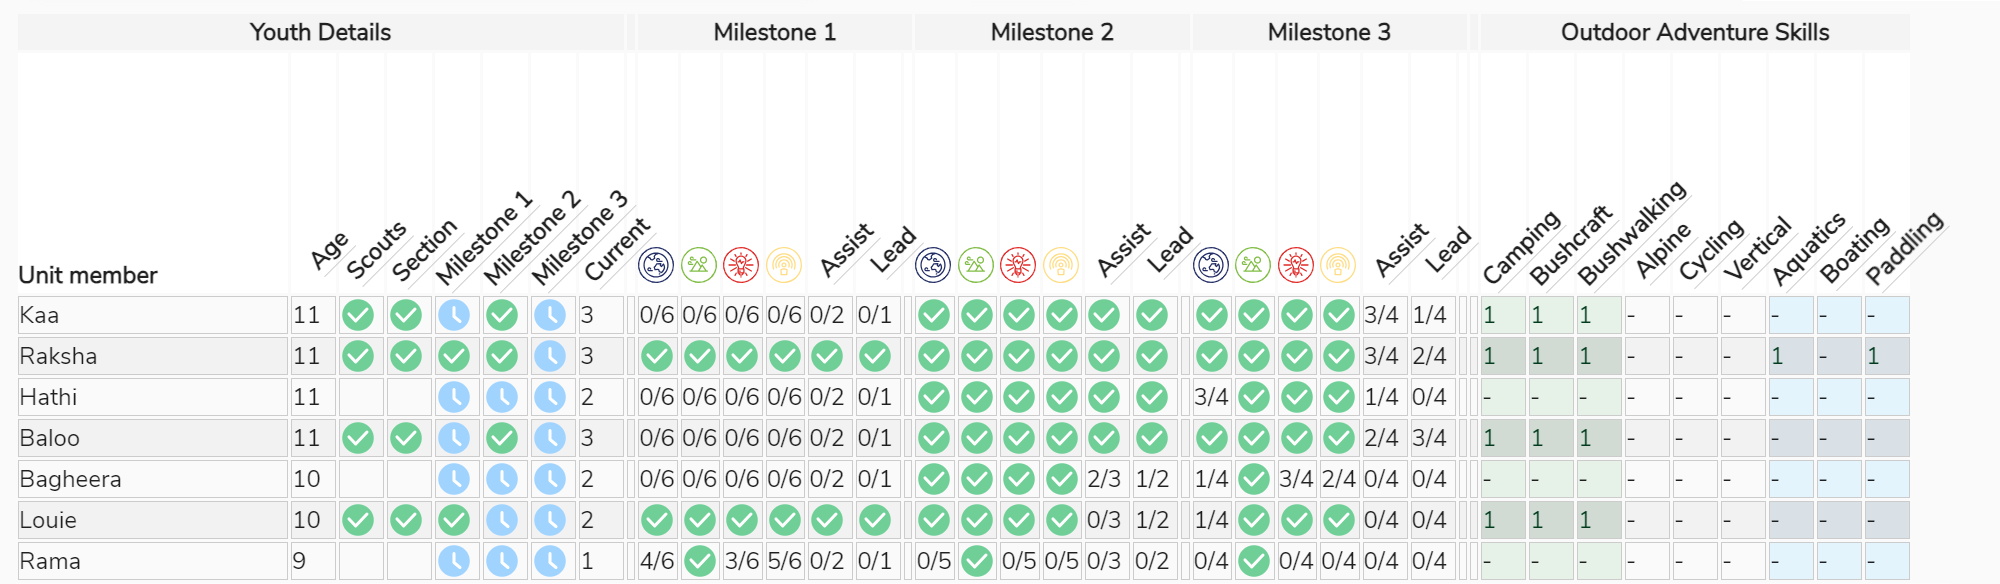 Youth Details Milestone 1 Milestone 2 Milestone 3 Outdoor Adventure Skills
Unit member Age Scouts Section Milestone 1 Milestone 2 Milestone 3 Current Assist Lead Assist Lead Assist Lead Camping Bushcraft Bushwalking Alpine Cycling Vertical Aquatics Boating Paddling
Kaa 11 3 0/6 0/6 0/6 0/6 0/2 0/1 3/4 1/4 1 1 1 - - - - - -
Raksha 11 3 3/4 2/4 1 1 1 - - - 1 - 1
Hathi 11 2 0/6 0/6 0/6 0/6 0/2 0/1 3/4 1/4 0/4 - - - - - - - - -
Baloo 11 3 0/6 0/6 0/6 0/6 0/2 0/1 2/4 3/4 1 1 1 - - - - - -
Bagheera 10 2 0/6 0/6 0/6 0/6 0/2 0/1 2/3 1/2 1/4 3/4 2/4 0/4 0/4 - - - - - - - - -
Louie 10 2 0/3 1/2 1/4 0/4 0/4 1 1 1 - - - - - -
Rama 9 1 4/6 3/6 5/6 0/2 0/1 0/5 0/5 0/5 0/3 0/2 0/4 0/4 0/4 0/4 0/4 - - - - - - - - -